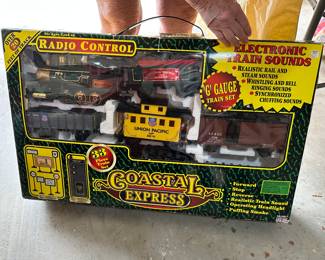 RADIO CONTROL
ELECTRONIC
TRAIN SOUNDS
• REALISTIC RAIL AND
STEAM SOUNDS
• WHISTLING AND BELL
RINGING SOUNDS
• SYNCHRONIZED
CHUFFING SOUNDS
'G' GAUGE
TRAIN SET
UNION PACIFIC
33
COASTAL
EXPRESS
• Forward
• Stop
• Reverse
• Realistic Train Sound
• Operating Headlight
• Puffing Smoke